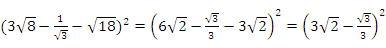 (3√8 − 1/√3 − √18)² = (6√2 − √3/3 − 3√2)² = (3√2 − √3/3)²